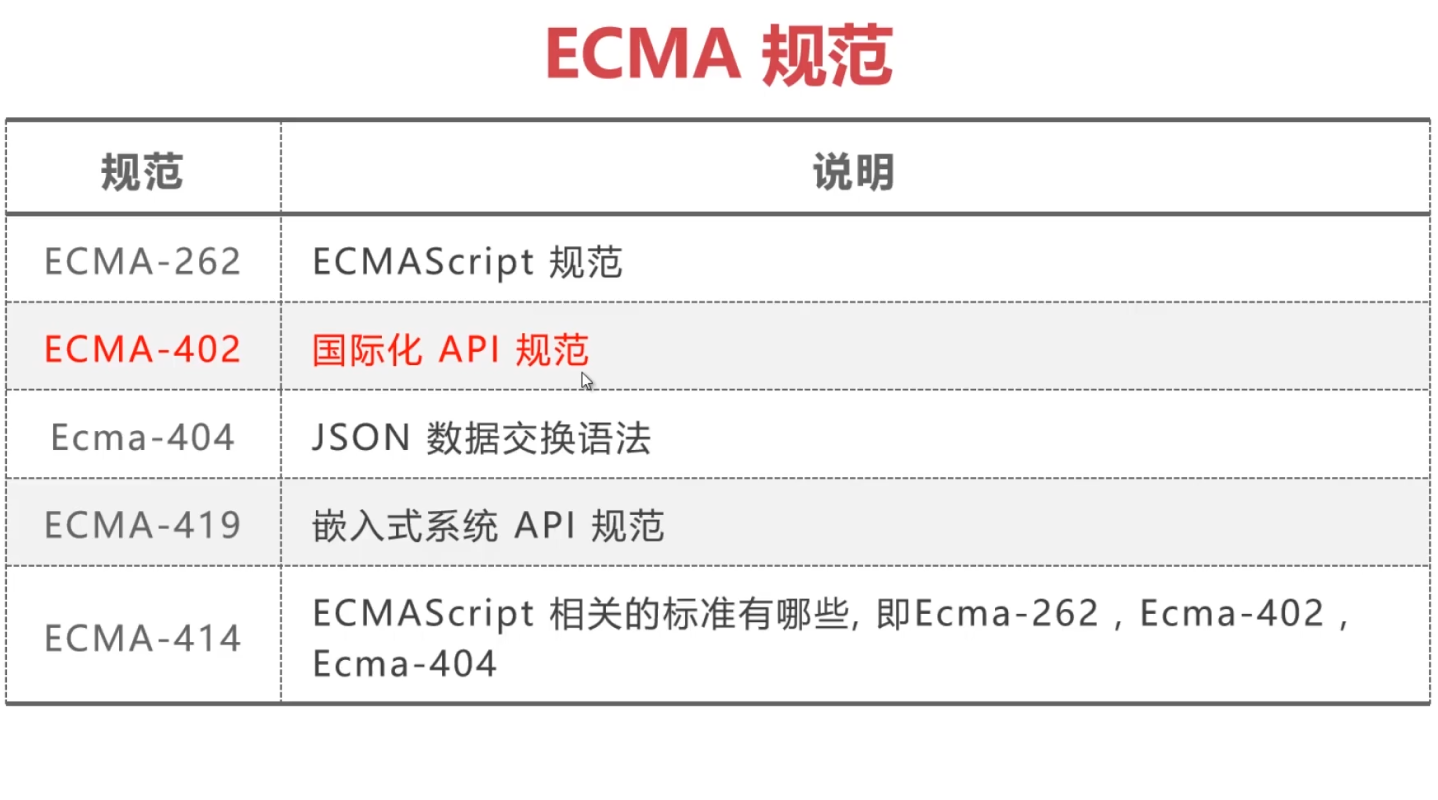 ECMA 规范
规范 说明
ECMA-262 ECMAScript 规范
ECMA-402 国际化 API 规范
Ecma-404 JSON 数据交换语法
ECMA-419 嵌入式系统 API 规范
ECMA-414 ECMAScript 相关的标准有哪些, 即Ecma-262 , Ecma-402 ,
Ecma-404